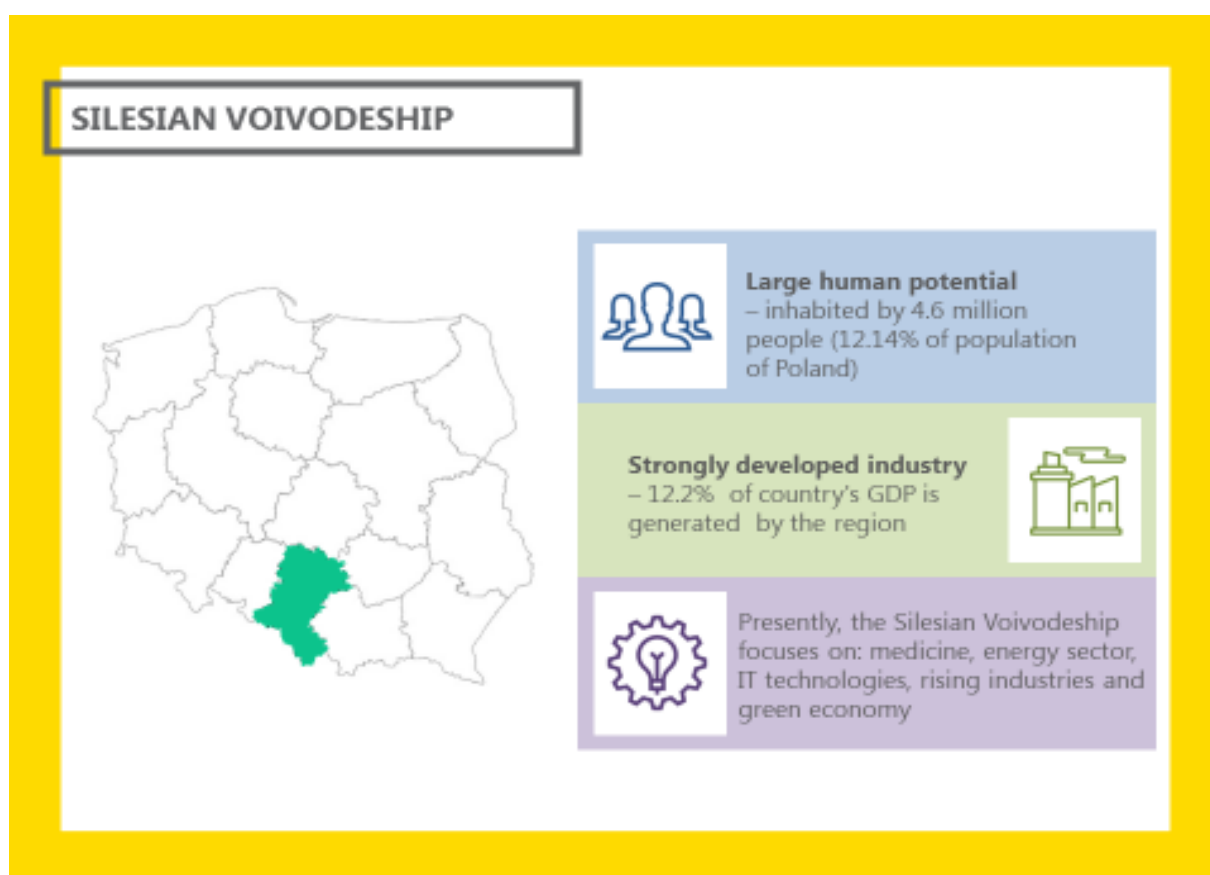 SILESIAN VOIVODESHIP
Large human potential
– inhabited by 4.6 million
people (12.14% of population
of Poland)
Strongly developed industry
– 12.2% of country's GDP is
generated by the region
Presently, the Silesian Voivodeship
focuses on: medicine, energy sector,
IT technologies, rising industries and
green economy